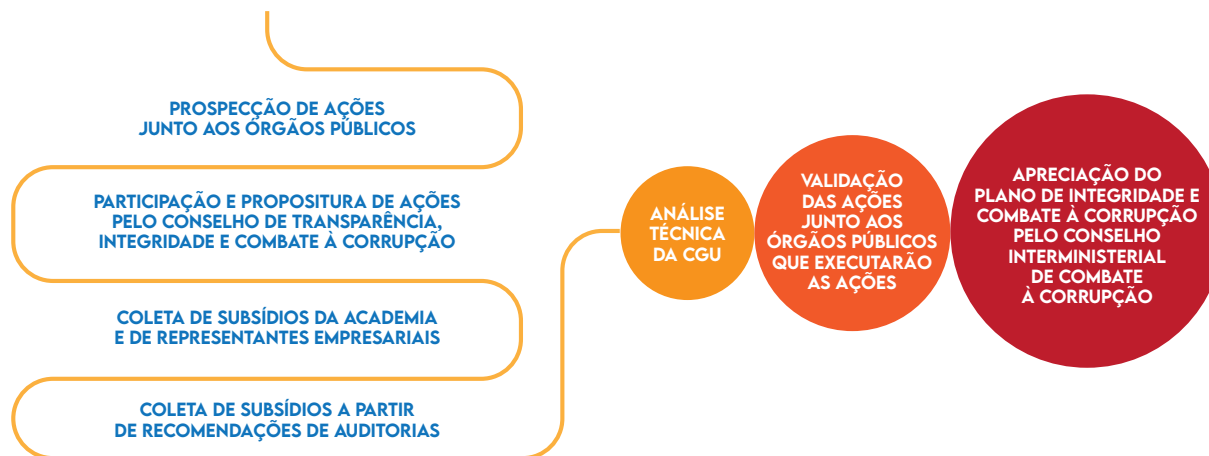 PROSPECÇÃO DE AÇÕES
JUNTO AOS ÓRGÃOS PÚBLICOS
PARTICIPAÇÃO E PROPOSITURA DE AÇÕES
PELO CONSELHO DE TRANSPARÊNCIA,
INTEGRIDADE E COMBATE À CORRUPÇÃO
COLETA DE SUBSÍDIOS DA ACADEMIA
E DE REPRESENTANTES EMPRESARIAIS
COLETA DE SUBSÍDIOS A PARTIR
DE RECOMENDAÇÕES DE AUDITORIAS
ANÁLISE
TÉCNICA
DA CGU
VALIDAÇÃO
DAS AÇÕES
JUNTO AOS
ÓRGÃOS PÚBLICOS
QUE EXECUTARÃO
AS AÇÕES
APRECIAÇÃO DO
PLANO DE INTEGRIDADE E
COMBATE À CORRUPÇÃO
PELO CONSELHO
INTERMINISTERIAL
DE COMBATE
À CORRUPÇÃO